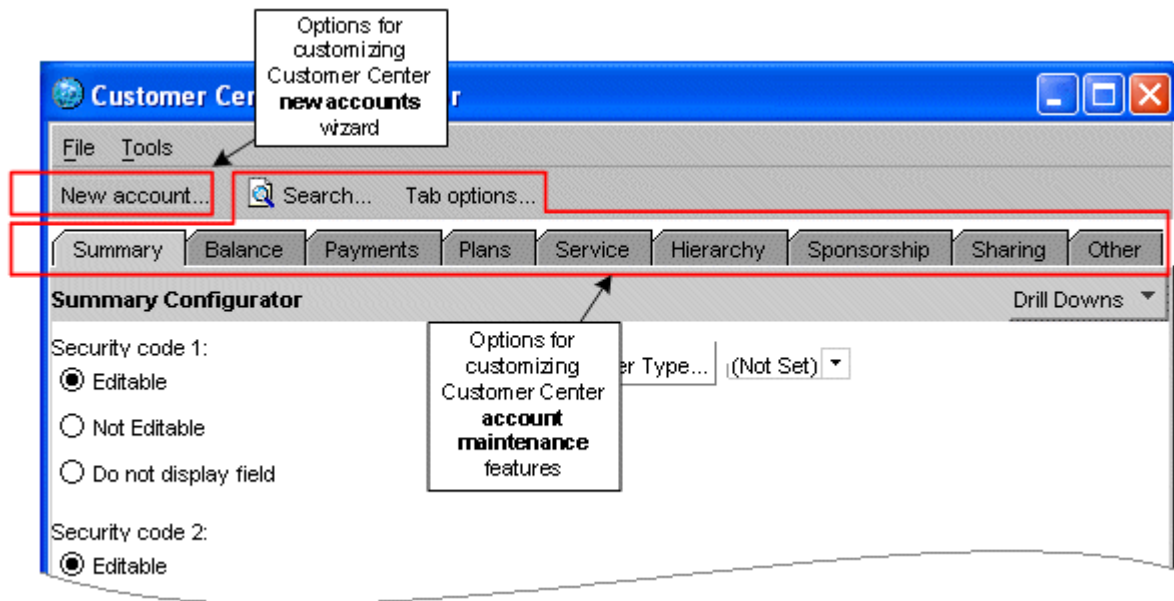 Options for
customizing
Customer Center
new accounts
wizard
Customer Cen r
File Tools
New account... Search... Tab options...
Summary Balance Payments Plans Service Hierarchy Sponsorship Sharing Other
Summary Configurator Drill Downs
Security code 1:
Editable
er Type... (Not Set)
Not Editable
Do not display field
Options for
customizing
Customer Center
account
maintenance
features
Security code 2:
Editable